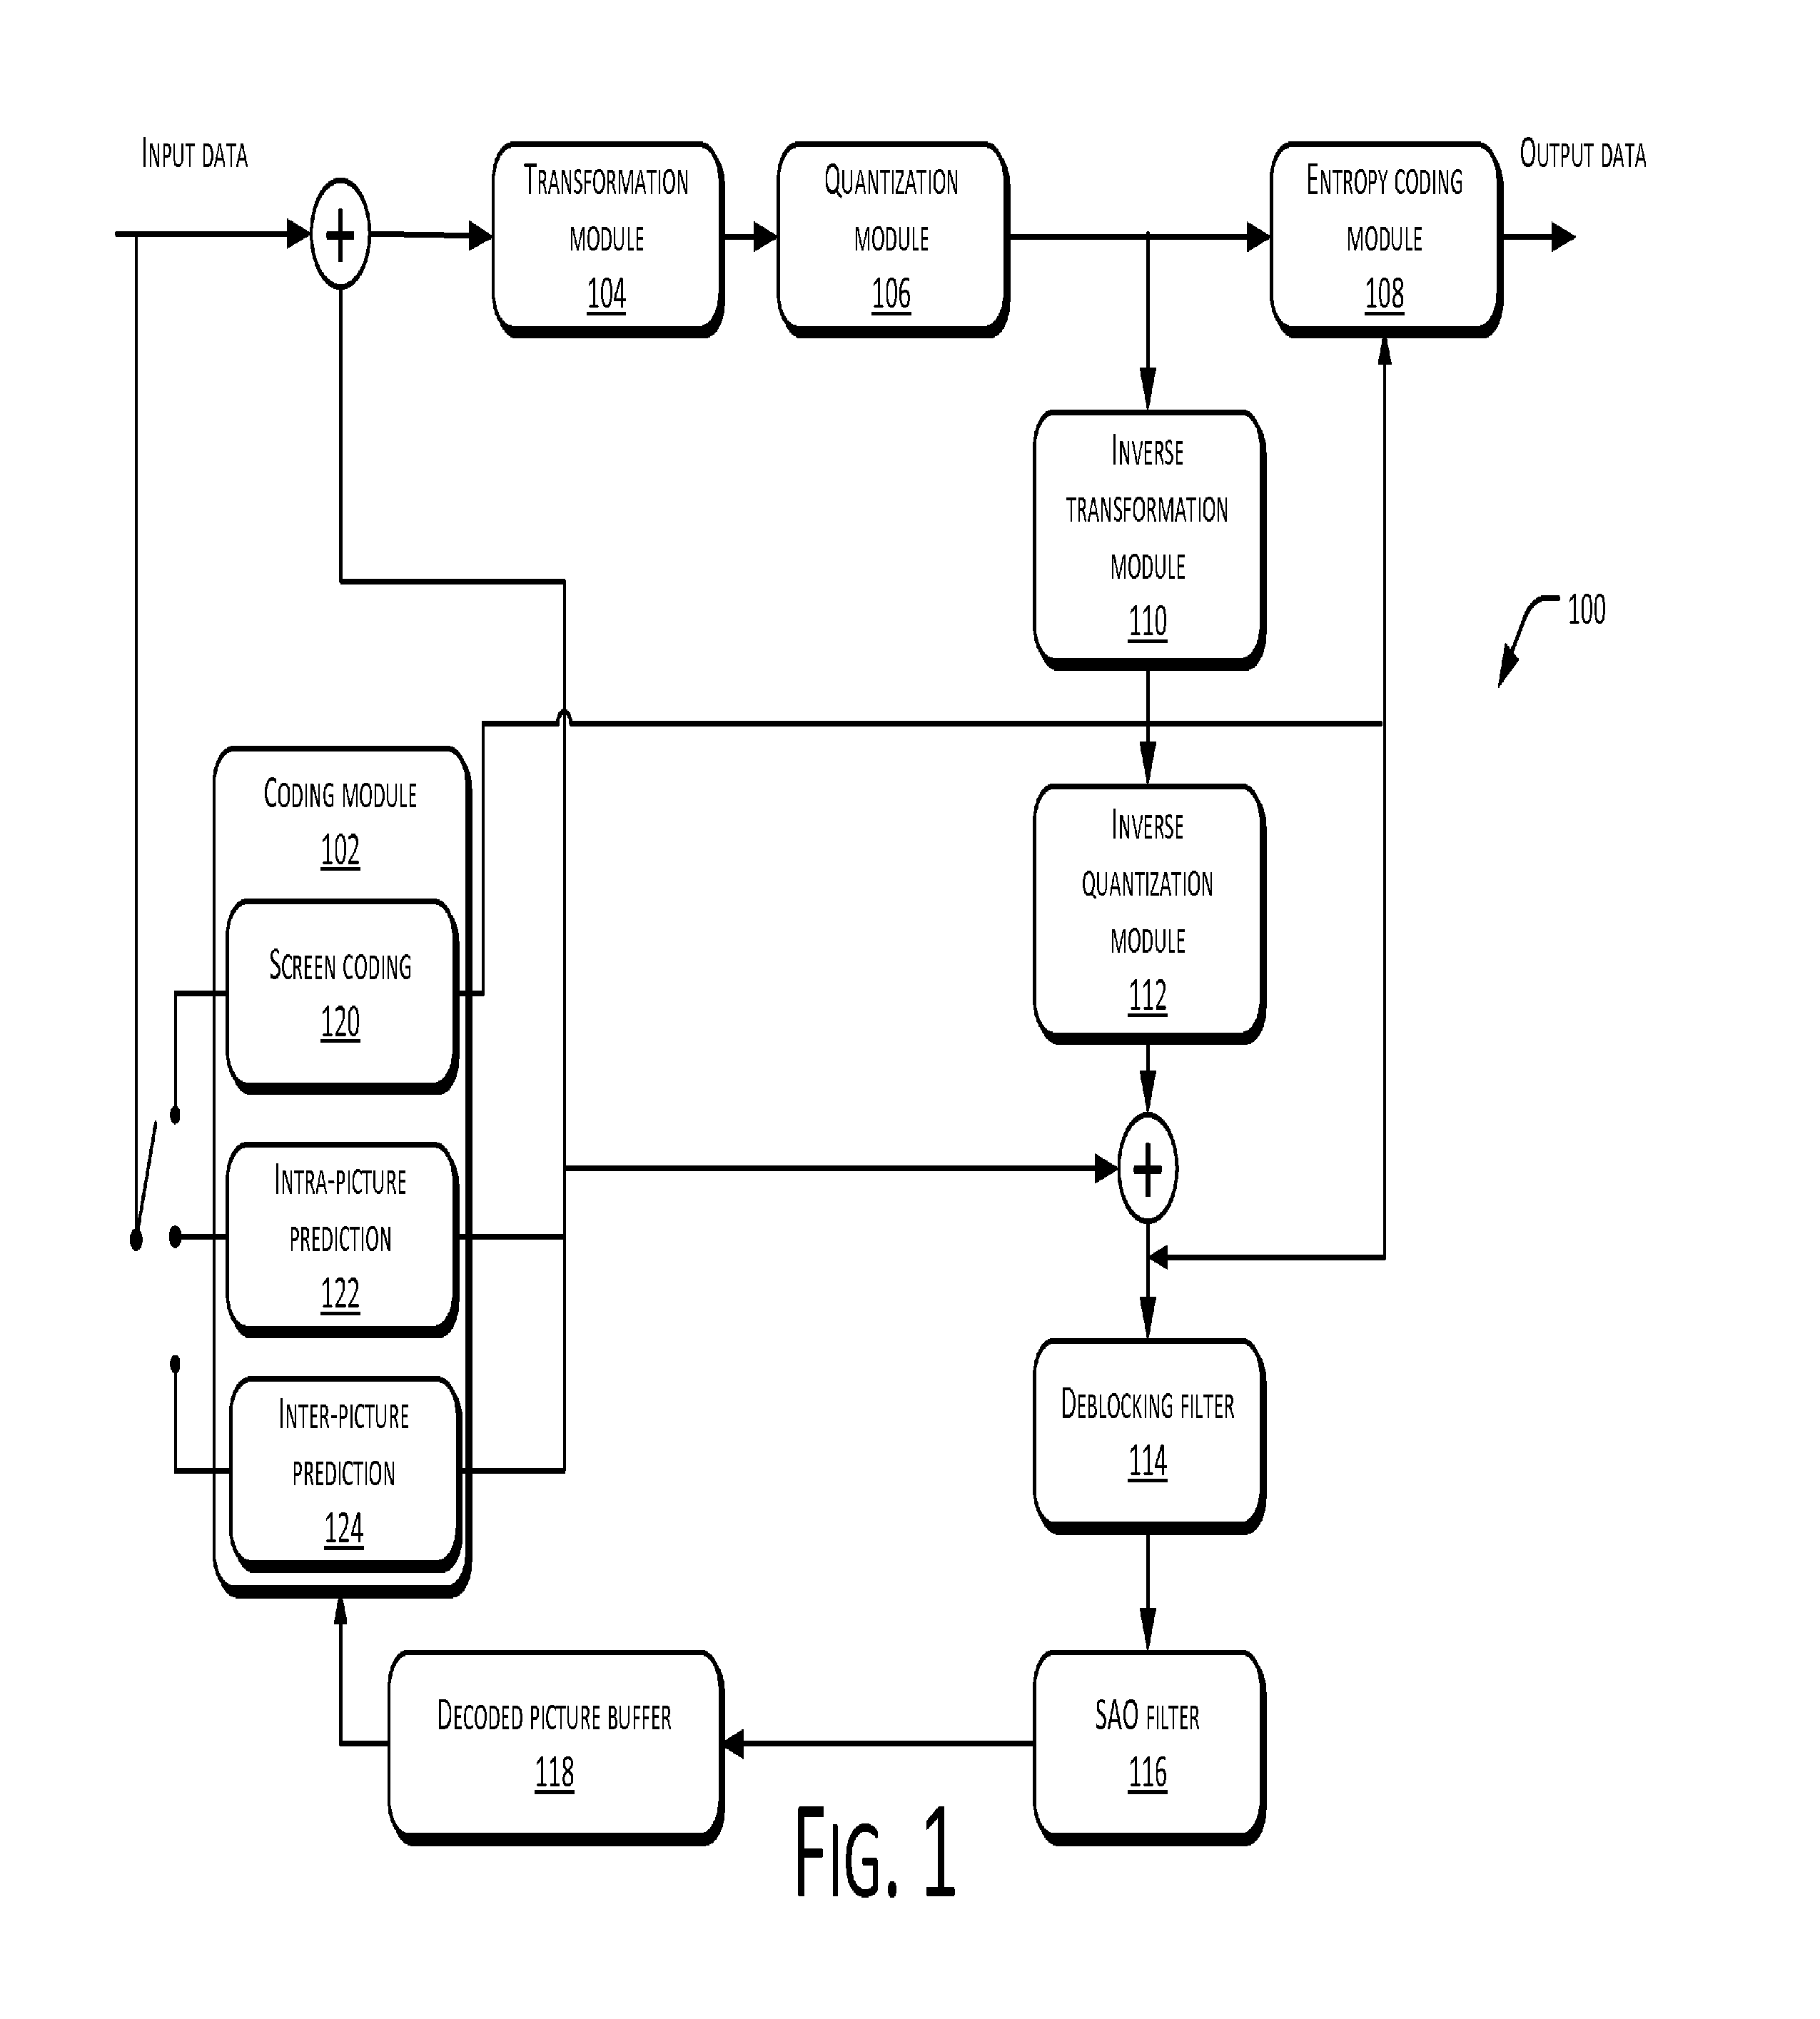 Input data
Transformation
module
104
Quantization
module
106
Entropy coding
module
108
Output data
Inverse
transformation
module
110
100
Coding module
102
Inverse
quantization
module
112
Screen coding
120
Intra-picture
prediction
122
Inter-picture
prediction
124
Deblocking filter
114
Decoded picture buffer
118
SAO filter
116
Fig. 1